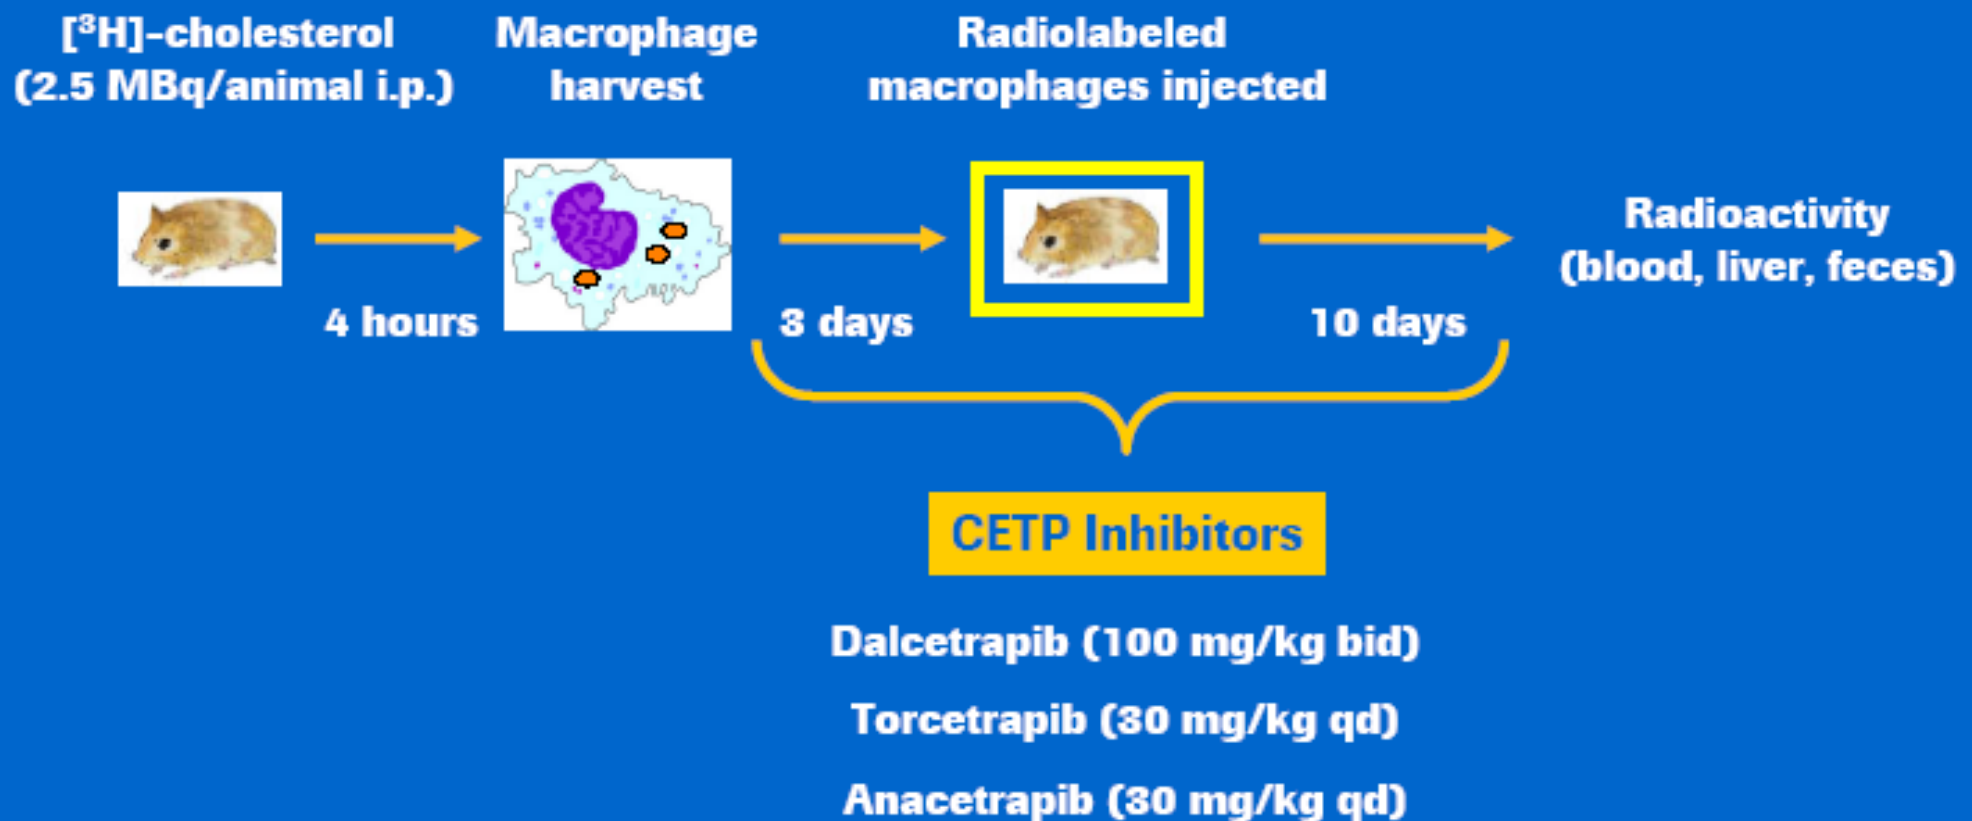 [³H]-cholesterol
(2.5 MBq/animal i.p.)
Macrophage
harvest
Radiolabeled
macrophages injected
4 hours
3 days
10 days
Radioactivity
(blood, liver, feces)
CETP Inhibitors
Dalcetrapib (100 mg/kg bid)
Torcetrapib (30 mg/kg qd)
Anacetrapib (30 mg/kg qd)